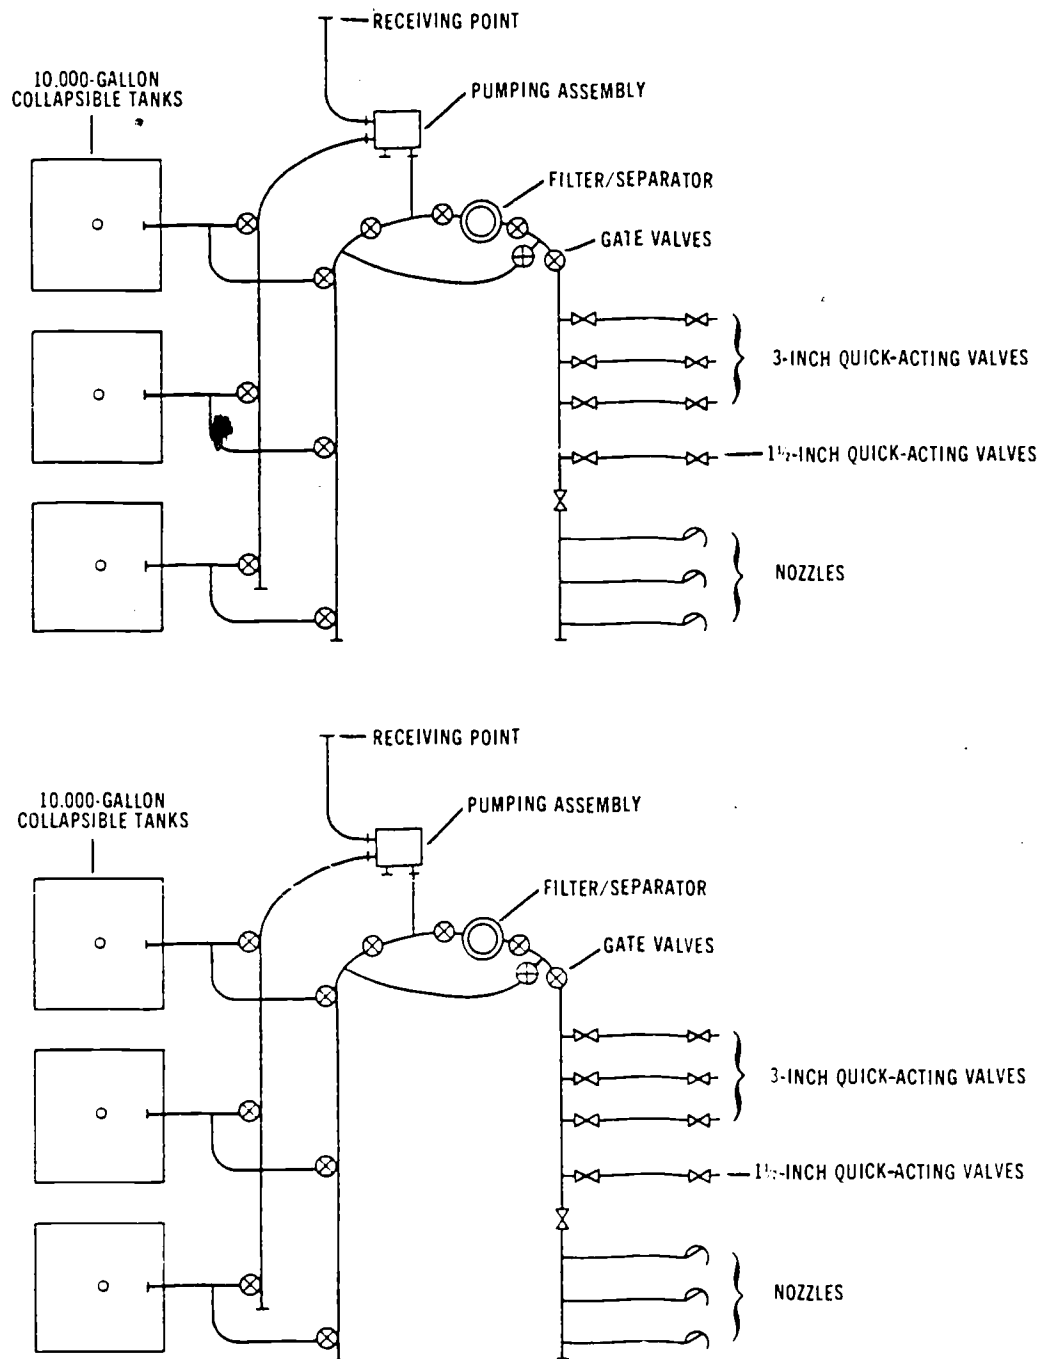 RECEIVING POINT
10,000-GALLON
COLLAPSIBLE TANKS
PUMPING ASSEMBLY
FILTER/SEPARATOR
GATE VALVES
3-INCH QUICK-ACTING VALVES
1½-INCH QUICK-ACTING VALVES
NOZZLES
RECEIVING POINT
10.000-GALLON
COLLAPSIBLE TANKS
PUMPING ASSEMBLY
FILTER/SEPARATOR
GATE VALVES
3-INCH QUICK-ACTING VALVES
1½-INCH QUICK-ACTING VALVES
NOZZLES